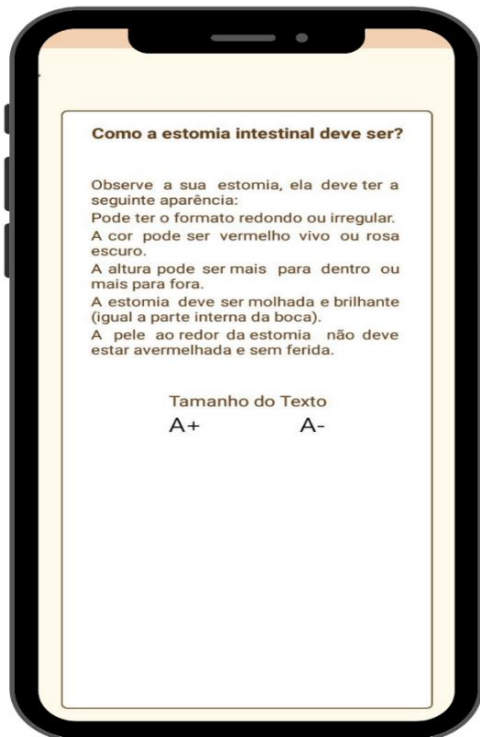 Como a estomia intestinal deve ser?
Observe a sua estomia, ela deve ter a
seguinte aparência:
Pode ter o formato redondo ou irregular.
A cor pode ser vermelho vivo ou rosa
escuro.
A altura pode ser mais para dentro ou
mais para fora.
A estomia deve ser molhada e brilhante
(igual a parte interna da boca).
A pele ao redor da estomia não deve
estar avermelhada e sem ferida.
Tamanho do Texto
A+ A-